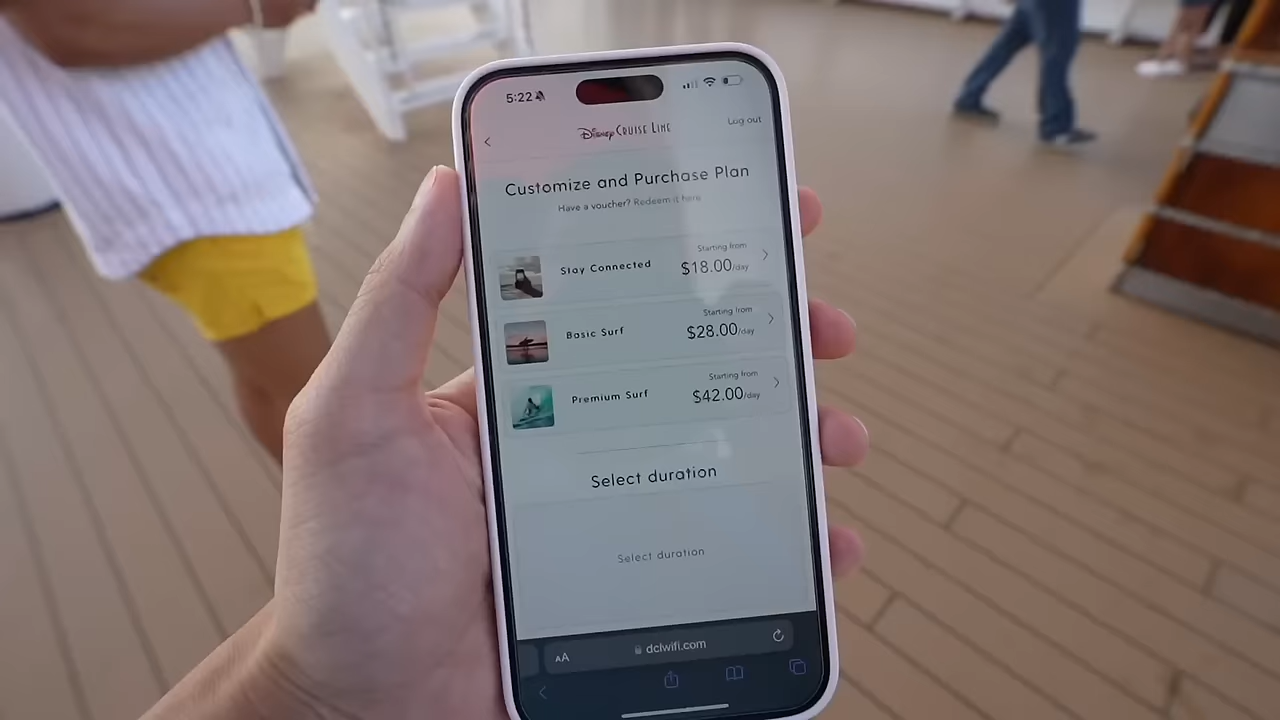 5:22
Disney CRUISE LINE
Log out
Customize and Purchase Plan
Have a voucher? Redeem it here
Starting from
Stay Connected
$18.00/day
Starting from
Basic Surf
$28.00/day
Starting from
Premium Surf
$42.00/day
Select duration
Select duration
AA
dclwifi.com